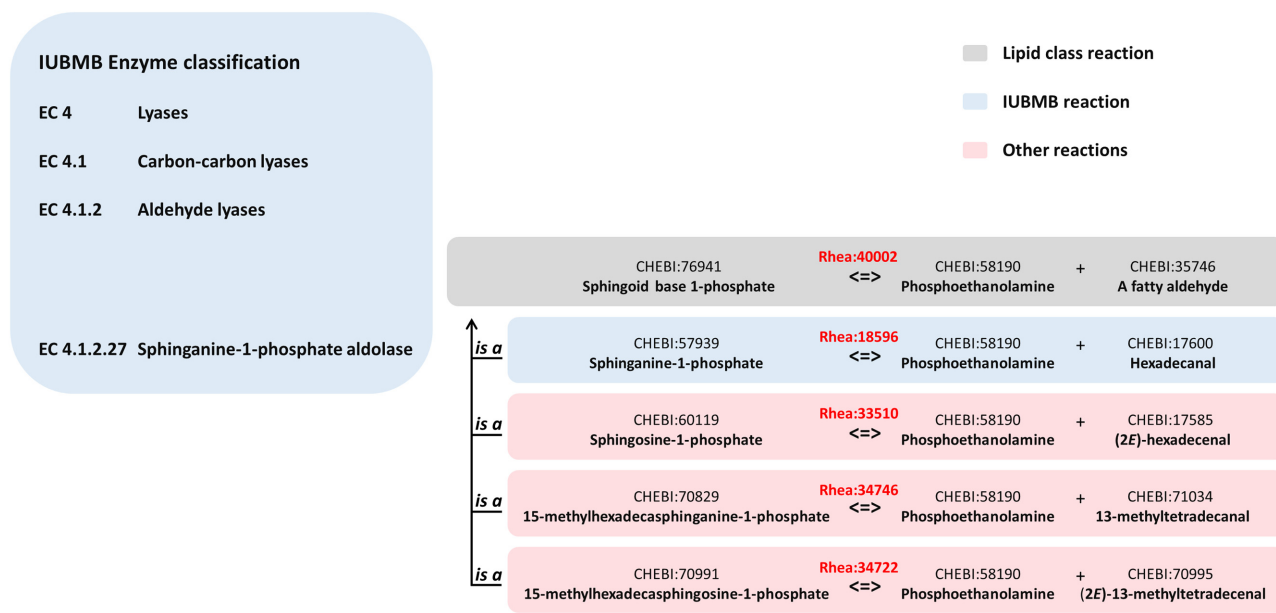 IUBMB Enzyme classification
EC 4 Lyases
EC 4.1 Carbon-carbon lyases
EC 4.1.2 Aldehyde lyases
EC 4.1.2.27 Sphinganine-1-phosphate aldolase
Lipid class reaction
IUBMB reaction
Other reactions
CHEBI:76941 Rhea:40002 CHEBI:58190 + CHEBI:35746
Sphingoid base 1-phosphate <=> Phosphoethanolamine A fatty aldehyde
is a
CHEBI:57939 Rhea:18596 CHEBI:58190 + CHEBI:17600
Sphinganine-1-phosphate <=> Phosphoethanolamine Hexadecanal
is a
CHEBI:60119 Rhea:33510 CHEBI:58190 + CHEBI:17585
Sphingosine-1-phosphate <=> Phosphoethanolamine (2E)-hexadecenal
is a
CHEBI:70829 Rhea:34746 CHEBI:58190 + CHEBI:71034
15-methylhexadecasphinganine-1-phosphate <=> Phosphoethanolamine 13-methyltetradecanal
is a
CHEBI:70991 Rhea:34722 CHEBI:58190 + CHEBI:70995
15-methylhexadecasphingosine-1-phosphate <=> Phosphoethanolamine (2E)-13-methyltetradecenal